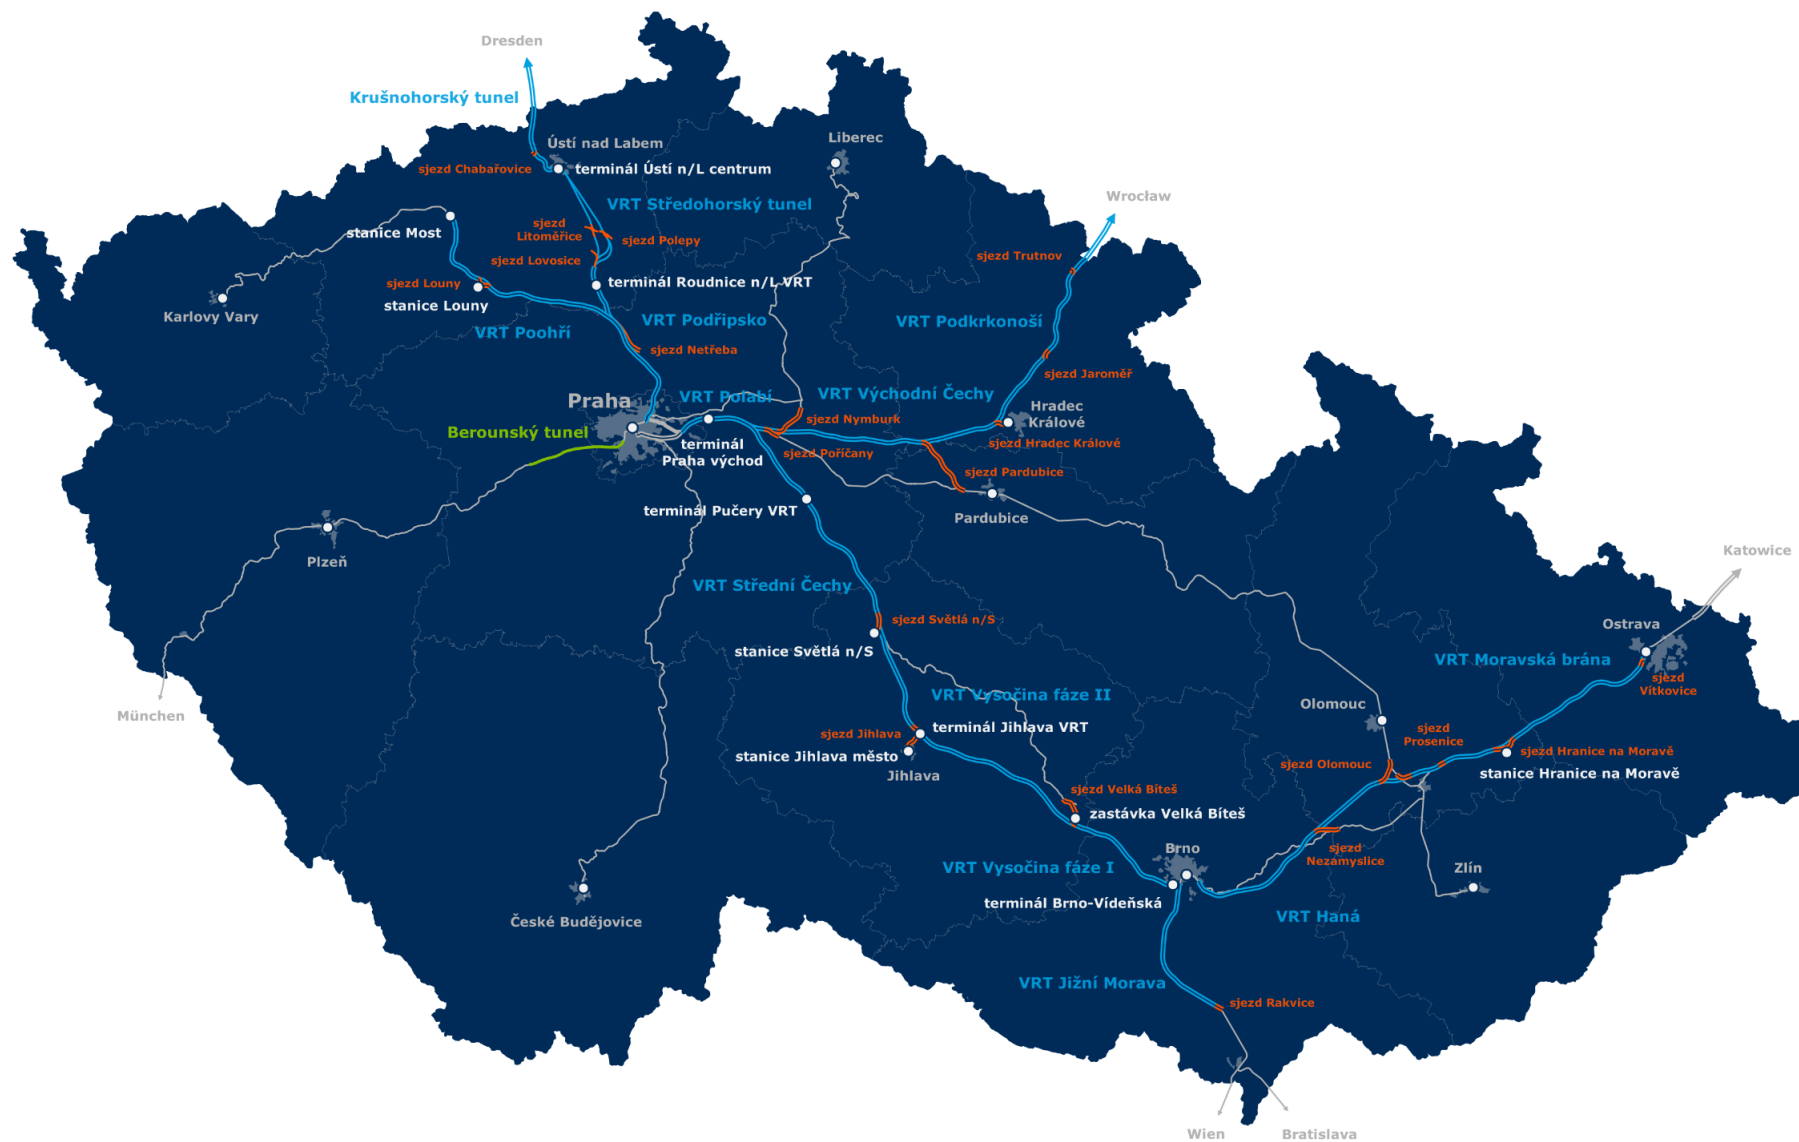 Dresden
Krušnohorský tunel
Ústí nad Labem
Liberec
sjezd Chabařovice
terminál Ústí n/L centrum
Wrocław
VRT Středohorský tunel
sjezd
Litoměřice
stanice Most
sjezd Polepy
sjezd Lovosice
sjezd Trutnov
sjezd Louny
terminál Roudnice n/L VRT
stanice Louny
Karlovy Vary
VRT Poohří
VRT Podřipsko
VRT Podkrkonoší
sjezd Netřeba
sjezd Jaroměř
Praha
VRT Polabí
VRT Východní Čechy
Hradec
Králové
sjezd Nymburk
Berounský tunel
terminál
Praha východ
sjezd Poříčany
sjezd Hradec Králové
sjezd Pardubice
terminál Pučery VRT
Pardubice
Plzeň
Katowice
VRT Střední Čechy
sjezd Světlá n/S
Ostrava
stanice Světlá n/S
VRT Moravská brána
sjezd
Vítkovice
VRT Vysočina fáze II
München
Olomouc
sjezd Jihlava
terminál Jihlava VRT
sjezd
Prosenice
stanice Jihlava město
Jihlava
sjezd Olomouc
sjezd Hranice na Moravě
stanice Hranice na Moravě
sjezd Velká Bíteš
zastávka Velká Bíteš
Brno
sjezd
Nezamyslice
VRT Vysočina fáze I
Zlín
terminál Brno-Vídeňská
České Budějovice
VRT Haná
VRT Jižní Morava
sjezd Rakvice
Wien
Bratislava